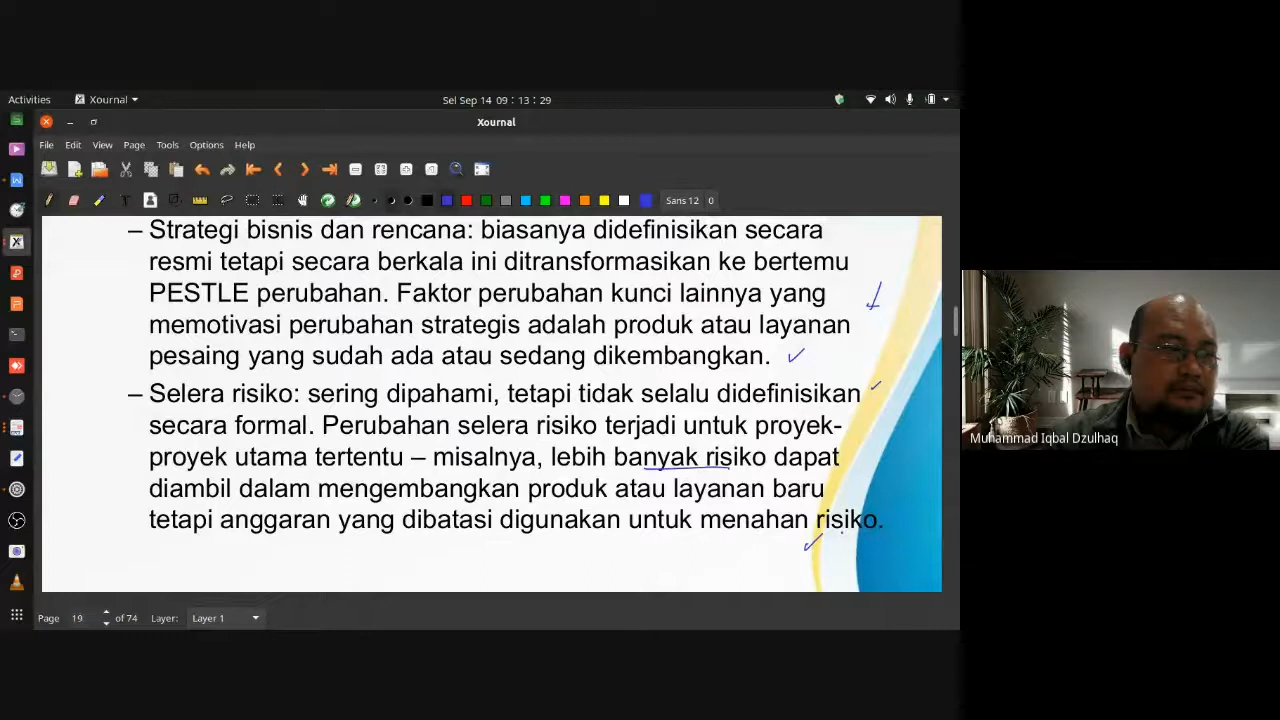 Activities
Xournal
Sel Sep 14 09 : 13 : 29
Xournal
File Edit View Page Tools Options Help
Sans 12
– Strategi bisnis dan rencana: biasanya didefinisikan secara
resmi tetapi secara berkala ini ditransformasikan ke bertemu
PESTLE perubahan. Faktor perubahan kunci lainnya yang
memotivasi perubahan strategis adalah produk atau layanan
pesaing yang sudah ada atau sedang dikembangkan.
– Selera risiko: sering dipahami, tetapi tidak selalu didefinisikan
secara formal. Perubahan selera risiko terjadi untuk proyek-
proyek utama tertentu – misalnya, lebih banyak risiko dapat
diambil dalam mengembangkan produk atau layanan baru
tetapi anggaran yang dibatasi digunakan untuk menahan risiko.
Page 19 of 74 Layer: Layer 1
Muhammad Iqbal Dzulhaq